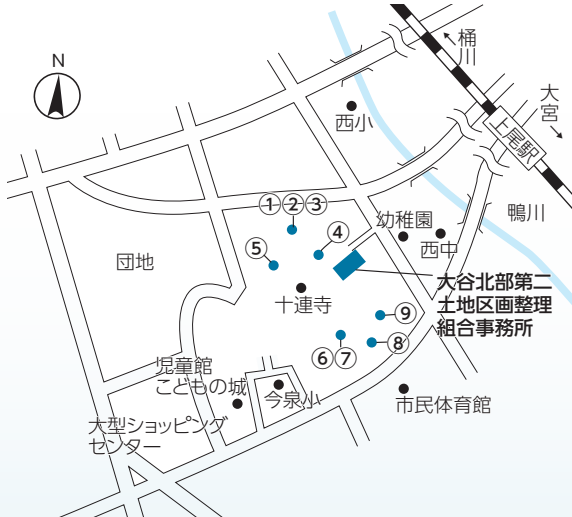 N
桶川
大宮
上尾駅
西小
鴨川
①②③
幼稚園
④
西中
団地
⑤
大谷北部第二
土地区画整理
組合事務所
十連寺
⑨
⑥⑦
⑧
児童館
こどもの城
今泉小
市民体育館
大型ショッピング
センター